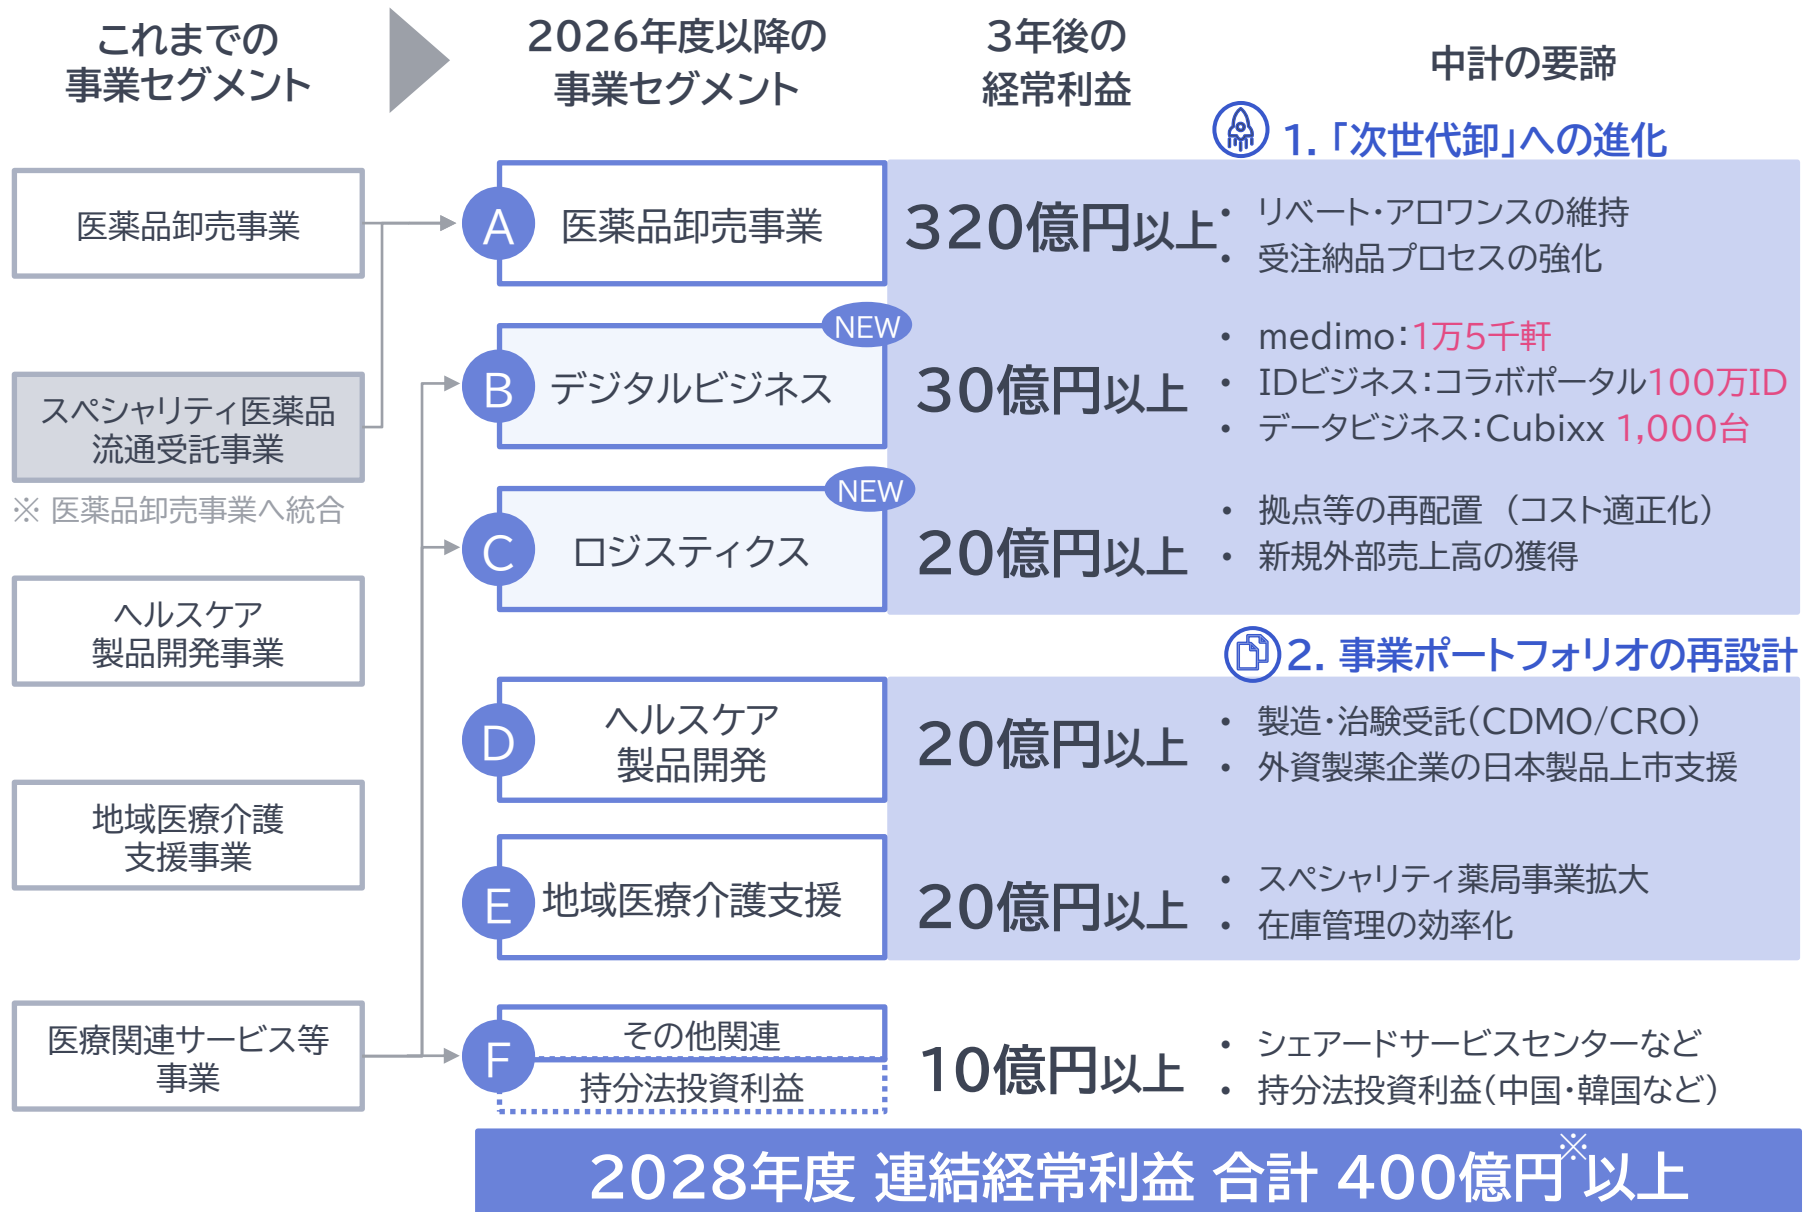 これまでの
事業セグメント
2026年度以降の
事業セグメント
3年後の
経常利益
中計の要諦
1. 「次世代卸」への進化
医薬品卸売事業
A
医薬品卸売事業
320億円以上
• リベート・アロワンスの維持
• 受注納品プロセスの強化
スペシャリティ医薬品
流通受託事業
※ 医薬品卸売事業へ統合
NEW
B
デジタルビジネス
30億円以上
• medimo：1万5千軒
• IDビジネス：コラボポータル100万ID
• データビジネス：Cubixx 1,000台
NEW
C
ロジスティクス
20億円以上
• 拠点等の再配置 （コスト適正化）
• 新規外部売上高の獲得
2. 事業ポートフォリオの再設計
ヘルスケア
製品開発事業
D
ヘルスケア
製品開発
20億円以上
• 製造・治験受託（CDMO/CRO）
• 外資製薬企業の日本製品上市支援
地域医療介護
支援事業
E
地域医療介護支援
20億円以上
• スペシャリティ薬局事業拡大
• 在庫管理の効率化
医療関連サービス等
事業
F
その他関連
持分法投資利益
10億円以上
• シェアードサービスセンターなど
• 持分法投資利益（中国・韓国など）
2028年度 連結経常利益 合計 400億円※以上